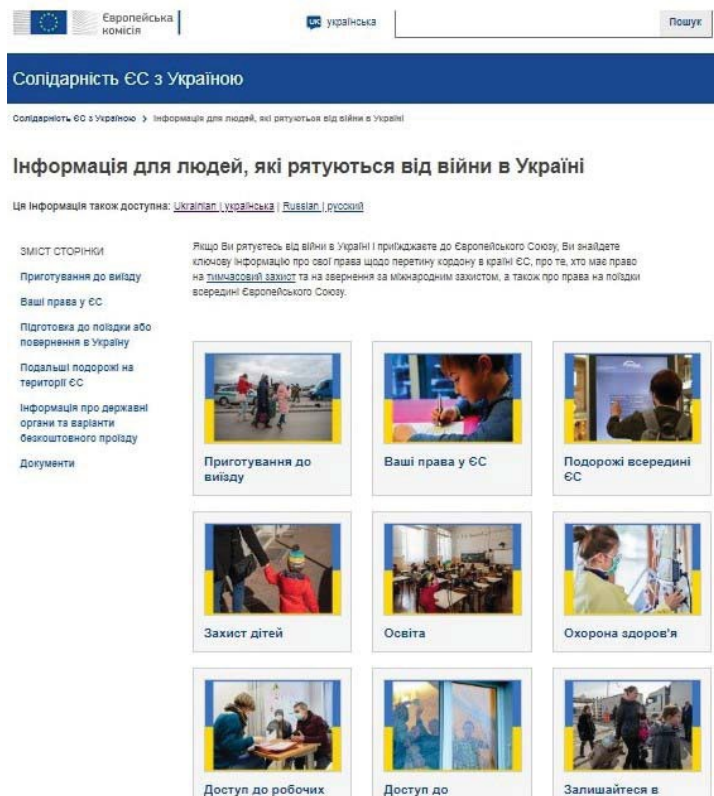 Європейська
комісія
UK українська
Пошук
Солідарність ЄС з Україною
Солідарність ЄС з Україною > Інформація для людей, які рятуються від війни в Україні
Інформація для людей, які рятуються від війни в Україні
Ця інформація також доступна: Ukrainian | українська | Russian | русский
ЗМІСТ СТОРІНКИ
Приготування до виїзду
Ваші права у ЄС
Підготовка до поїздки або
повернення в Україну
Подальші подорожі на
території ЄС
Інформація про державні
органи та варіанти
безкоштовного проїзду
Документи
Якщо Ви рятуєтесь від війни в Україні і приїжджаєте до Європейського Союзу, Ви знайдете
ключову інформацію про свої права щодо перетину кордону в країні ЄС, про те, хто має право
на тимчасовий захист та на звернення за міжнародним захистом, а також про права на поїздки
всередині Європейського Союзу.
Приготування до
виїзду
Ваші права у ЄС
Подорожі всередині
ЄС
Захист дітей
Освіта
Охорона здоров'я
Доступ до робочих
Доступ до
Залишайтеся в